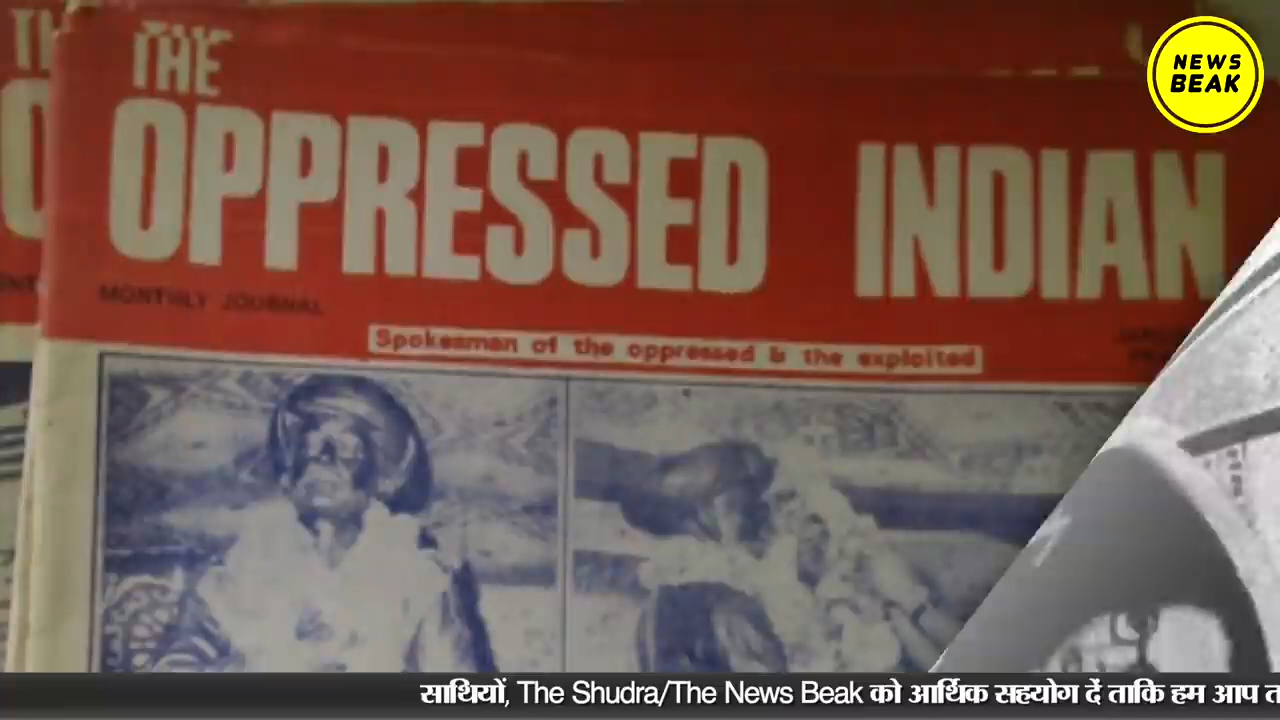 NEWS
BEAK
THE
OPPRESSED INDIAN
MONTHLY JOURNAL
Spokesman of the oppressed & the exploited
साथियों, The Shudra/The News Beak को आर्थिक सहयोग दें ताकि हम आप